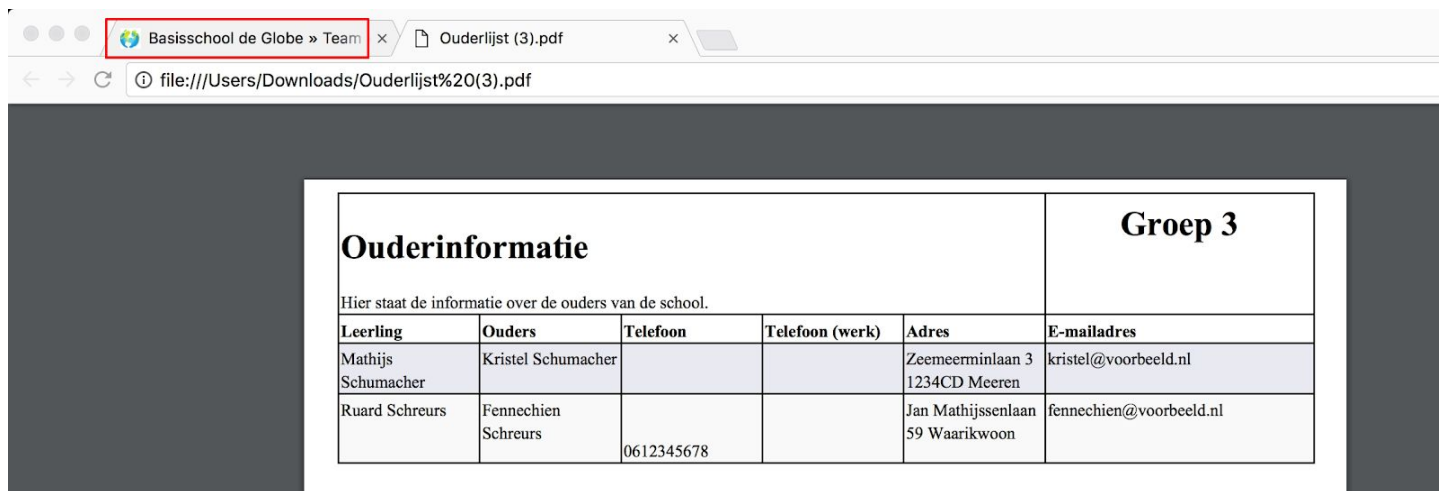 Basisschool de Globe » Team
Ouderlijst (3).pdf
file:///Users/Downloads/Ouderlijst%20(3).pdf
Ouderinformatie
Groep 3
Hier staat de informatie over de ouders van de school.
Leerling Ouders Telefoon Telefoon (werk) Adres E-mailadres
Mathijs Kristel Schumacher Zeemeerminlaan 3 kristel@voorbeeld.nl
Schumacher 1234CD Meeren
Ruard Schreurs Fennechien Jan Mathijssenlaan fennechien@voorbeeld.nl
Schreurs 59 Waarikwoon
0612345678